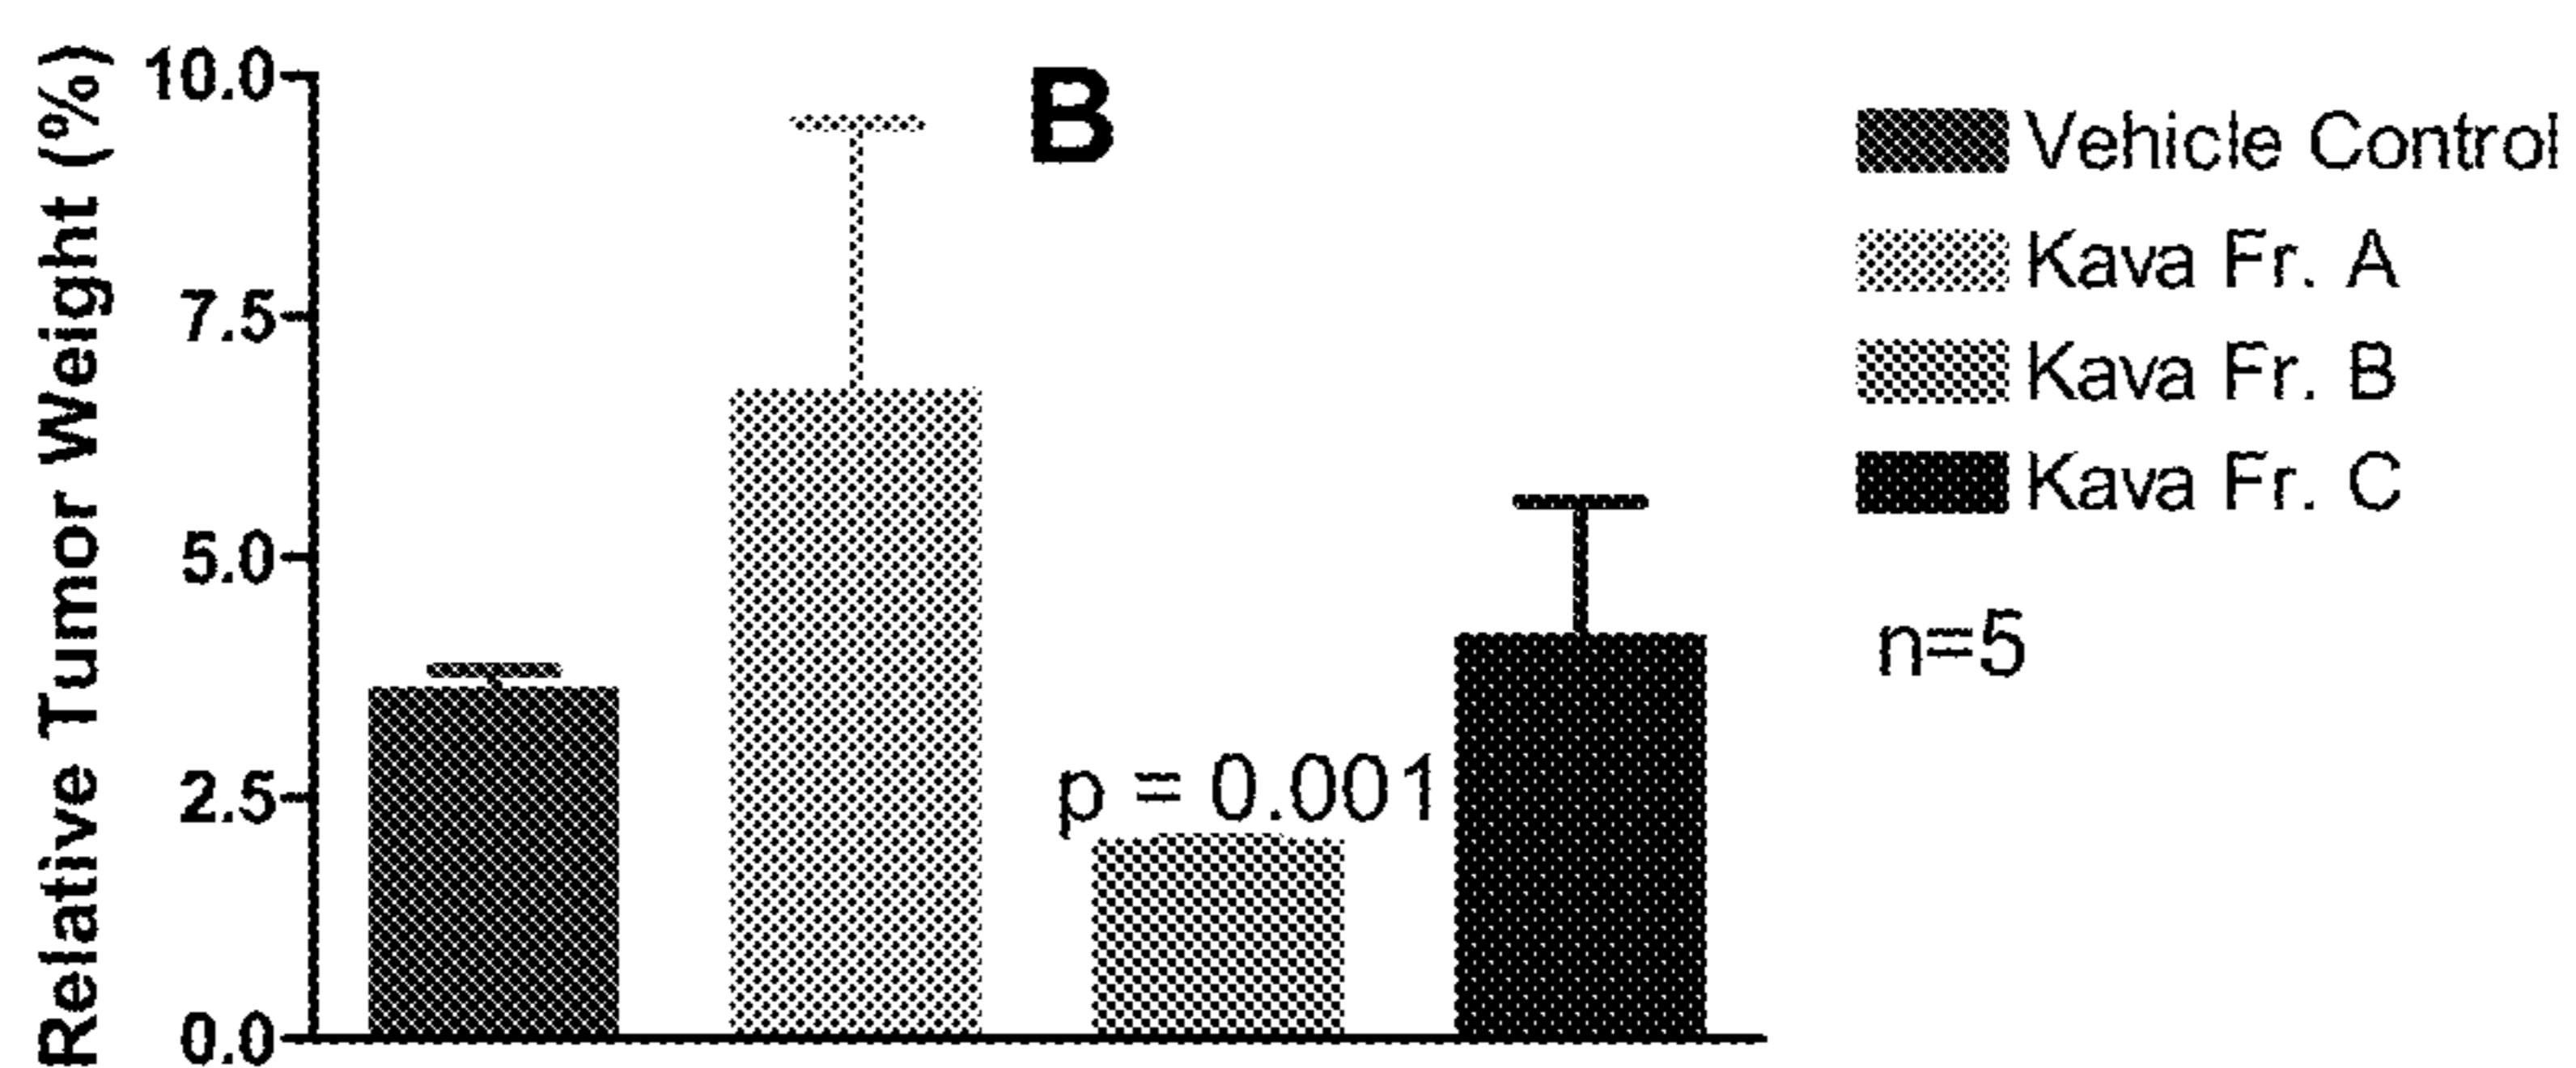 Relative Tumor Weight (%)
10.0
7.5
5.0
2.5
0.0
B
p = 0.001
Vehicle Control
Kava Fr. A
Kava Fr. B
Kava Fr. C
n=5